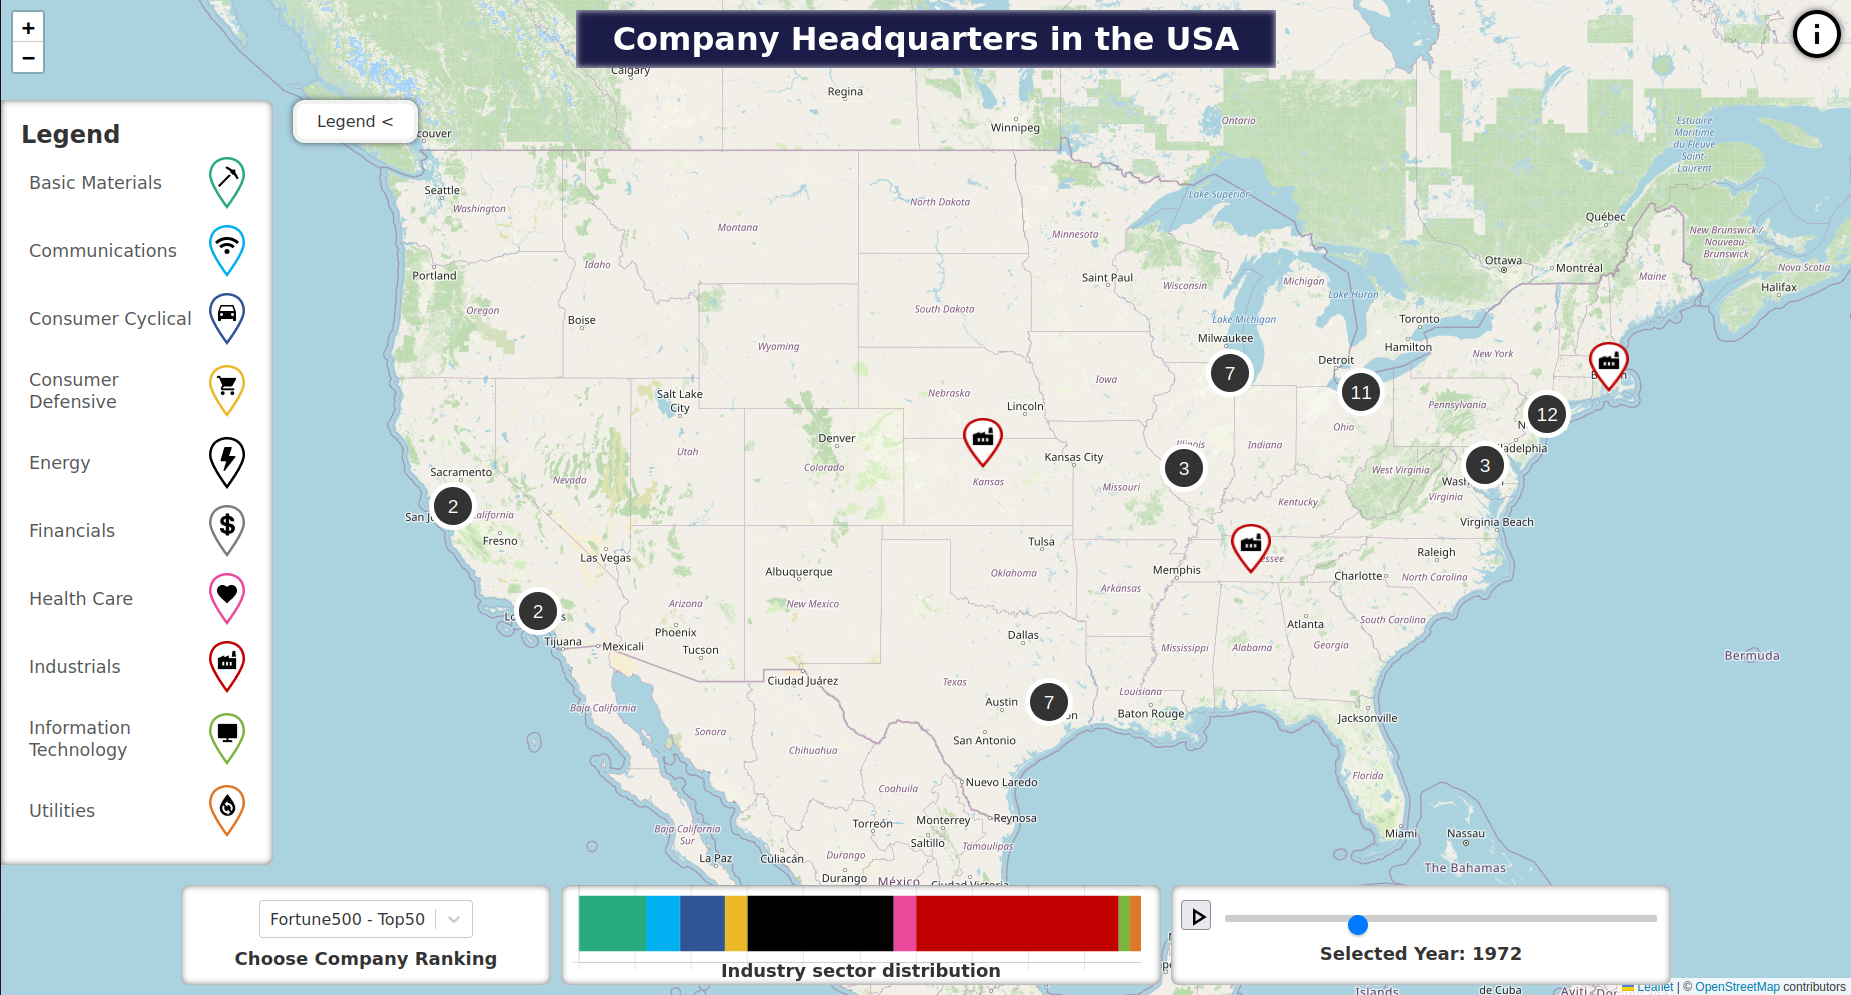 +
−
Company Headquarters in the USA
Legend <
Legend
Basic Materials
Communications
Consumer Cyclical
Consumer
Defensive
Energy
Financials
Health Care
Industrials
Information
Technology
Utilities
Calgary
Regina
Winnipeg
Ontario
Estuaire
Maritime
du Fleuve
Saint-
Laurent
Seattle
Washington
Montana
North Dakota
Minnesota
Lake Superior
Québec
New Brunswick /
Nouveau-
Brunswick
Nova Scotia
Portland
Idaho
Saint Paul
Wisconsin
Michigan
Lake Huron
Ottawa
Montréal
Maine
Halifax
Oregon
Boise
South Dakota
Lake Michigan
Toronto
Milwaukee
Hamilton
Wyoming
Detroit
New York
7
11
12
Iowa
Nebraska
Salt Lake
City
Lincoln
Pennsylvania
Ohio
Denver
Utah
Colorado
Kansas City
Illinois
Indiana
3
3
West Virginia
Sacramento
Nevada
Kansas
Missouri
Virginia
Kentucky
2
Fresno
Las Vegas
Tulsa
Virginia Beach
Raleigh
Albuquerque
Oklahoma
Memphis
Charlotte
North Carolina
Arkansas
2
Arizona
New Mexico
Tijuana
Mexicali
Phoenix
Tucson
Dallas
Atlanta
South Carolina
Mississippi
Alabama
Georgia
Bermuda
Ciudad Juárez
Texas
Louisiana
Austin
7
Baton Rouge
Jacksonville
Baja California
Sonora
Chihuahua
San Antonio
Florida
Nuevo Laredo
Coahuila
Baja California
Sur
Torreón
Monterrey
Reynosa
Saltillo
Tamaulipas
Miami
Nassau
La Paz
Culiacán
Durango
Durango
México
Ciudad Victoria
The Bahamas
Fortune500 - Top50
Choose Company Ranking
Industry sector distribution
Selected Year: 1972
Islands
de Cuba
Leaflet | © OpenStreetMap contributors